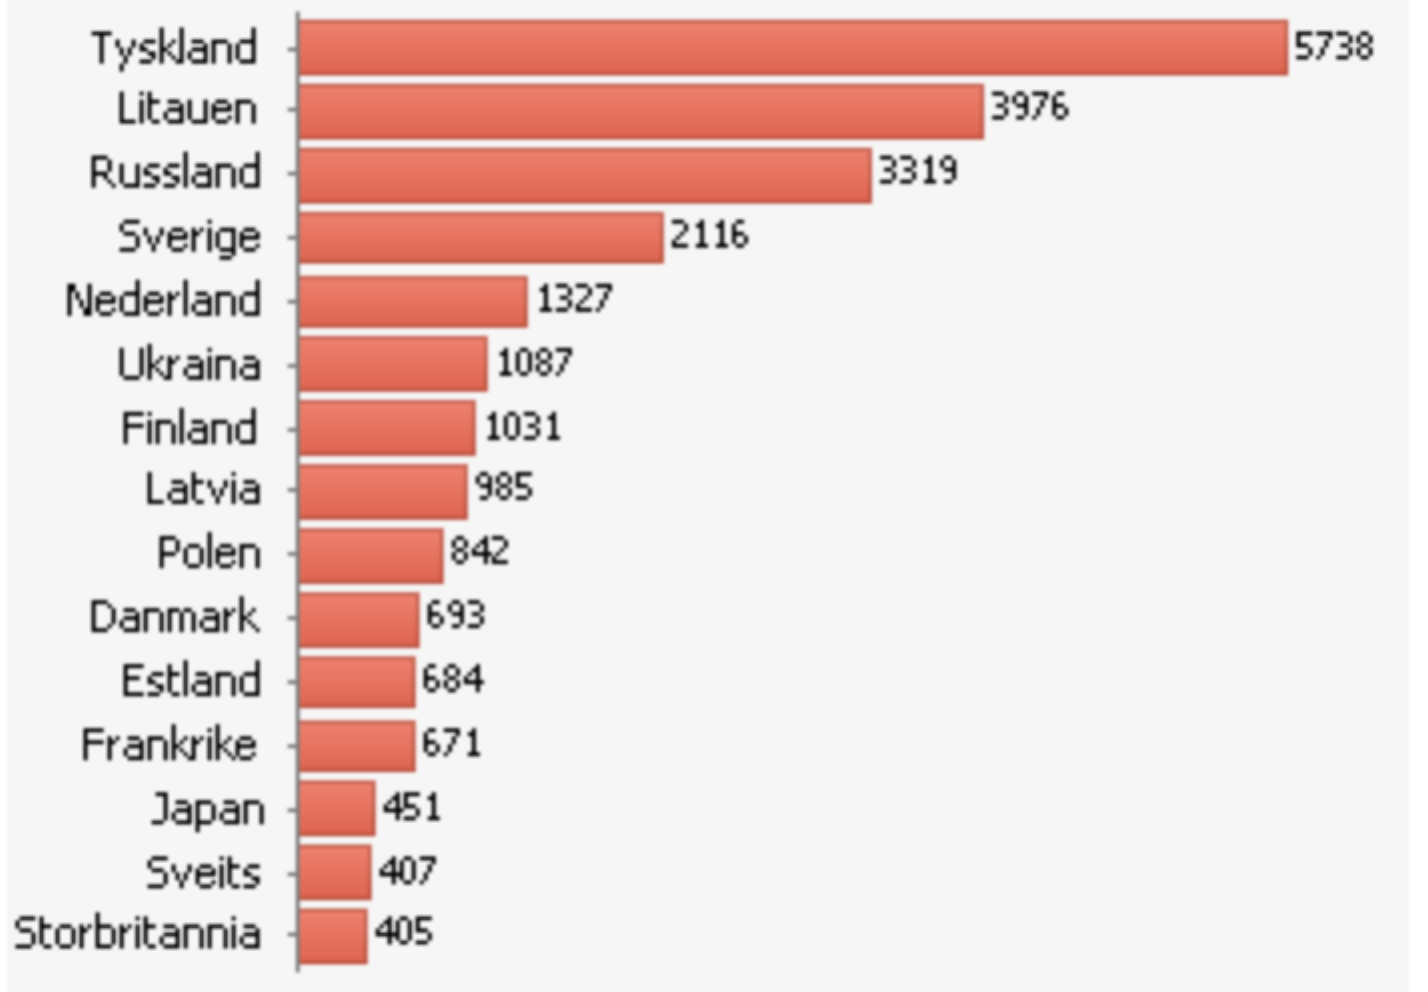 Tyskland 5738
Litauen 3976
Russland 3319
Sverige 2116
Nederland 1327
Ukraina 1087
Finland 1031
Latvia 985
Polen 842
Danmark 693
Estland 684
Frankrike 671
Japan 451
Sveits 407
Storbritannia 405